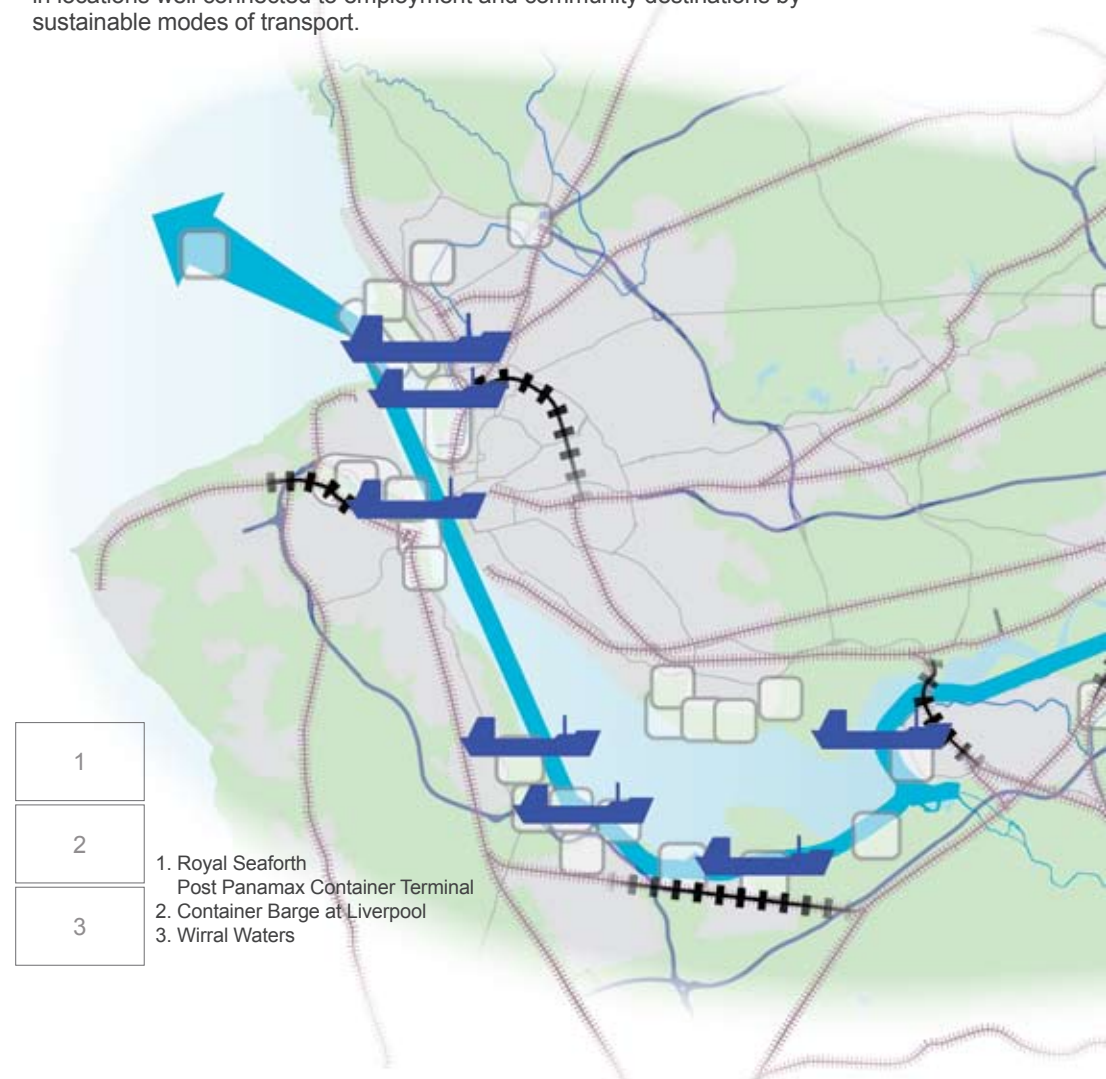 in locations well connected to employment and community destinations by
sustainable modes of transport.
1
2
3
1. Royal Seaforth
Post Panamax Container Terminal
2. Container Barge at Liverpool
3. Wirral Waters